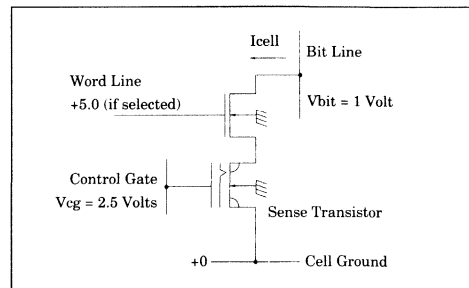 Icell
Bit Line
Word Line
+5.0 (if selected)
Vbit = 1 Volt
Control Gate
Vcg = 2.5 Volts
Sense Transistor
+0
Cell Ground